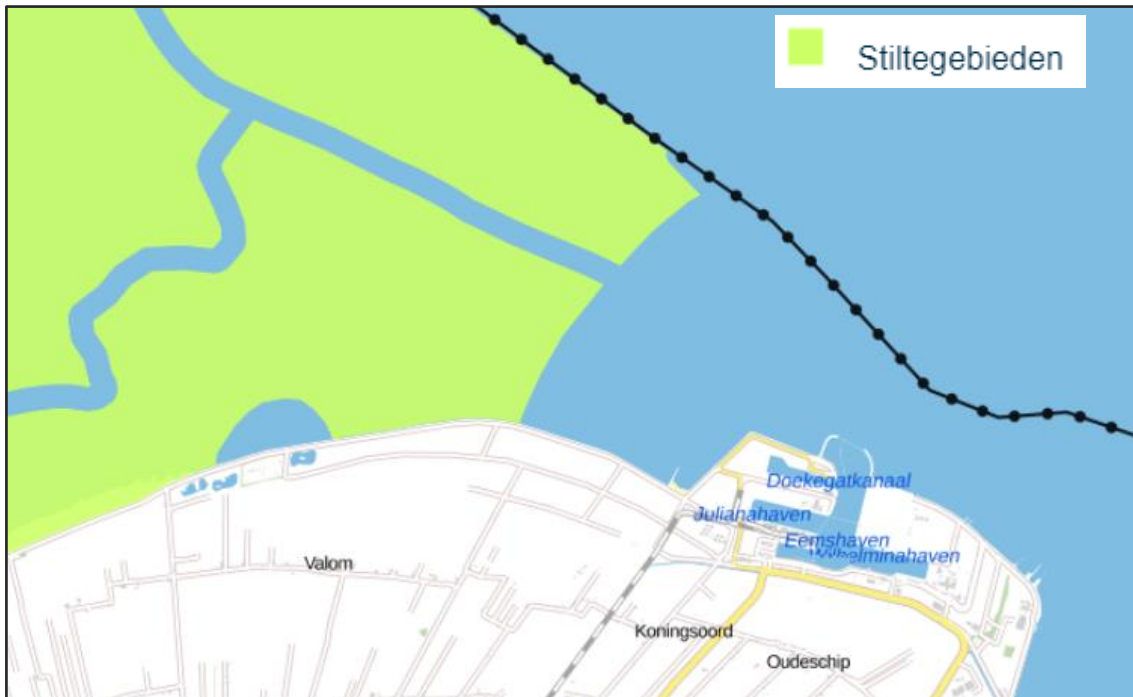 Stiltegebieden
Doekegatkanaal
Julianahaven
Eemshaven
Wilhelminahaven
Valom
Koningsoord
Oudeschip